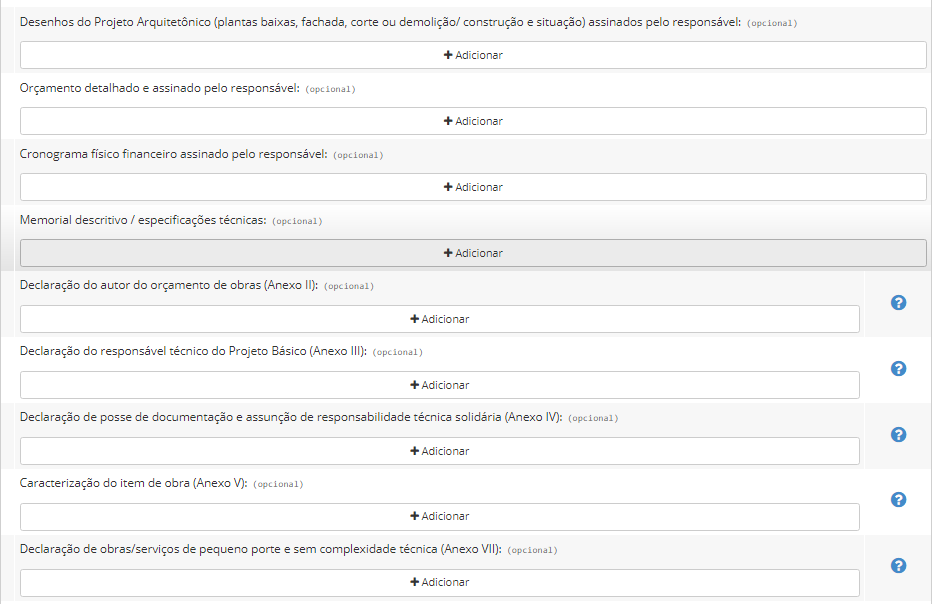 Desenhos do Projeto Arquitetônico (plantas baixas, fachada, corte ou demolição/ construção e situação) assinados pelo responsável: (opcional)
+ Adicionar
Orçamento detalhado e assinado pelo responsável: (opcional)
+ Adicionar
Cronograma físico financeiro assinado pelo responsável: (opcional)
+ Adicionar
Memorial descritivo / especificações técnicas: (opcional)
+ Adicionar
Declaração do autor do orçamento de obras (Anexo II): (opcional)
?
+ Adicionar
Declaração do responsável técnico do Projeto Básico (Anexo III): (opcional)
?
+ Adicionar
Declaração de posse de documentação e assunção de responsabilidade técnica solidária (Anexo IV): (opcional)
?
+ Adicionar
Caracterização do item de obra (Anexo V): (opcional)
?
+ Adicionar
Declaração de obras/serviços de pequeno porte e sem complexidade técnica (Anexo VII): (opcional)
?
+ Adicionar